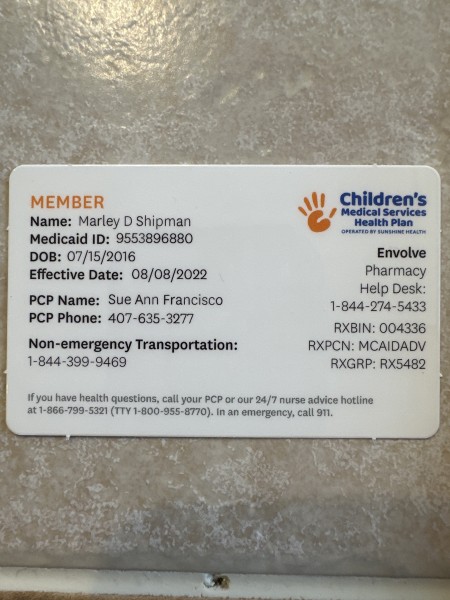 MEMBER
Name: Marley D Shipman
Medicaid ID: 9553896880
DOB: 07/15/2016
Effective Date: 08/08/2022
PCP Name: Sue Ann Francisco
PCP Phone: 407-635-3277
Non-emergency Transportation:
1-844-399-9469
Children's
Medical Services
Health Plan
OPERATED BY SUNSHINE HEALTH
Envolve
Pharmacy
Help Desk:
1-844-274-5433
RXBIN: 004336
RXPCN: MCAIDADV
RXGRP: RX5482
If you have health questions, call your PCP or our 24/7 nurse advice hotline
at 1-866-799-5321 (TTY 1-800-955-8770). In an emergency, call 911.